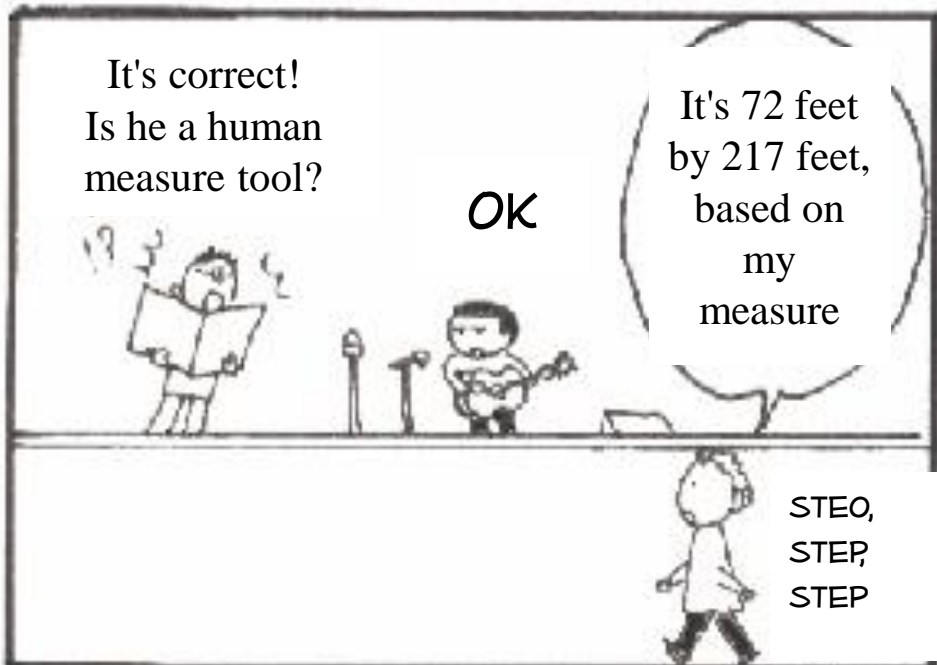 It's correct!
Is he a human
measure tool?
OK
It's 72 feet
by 217 feet,
based on
my
measure
STEO,
STEP,
STEP